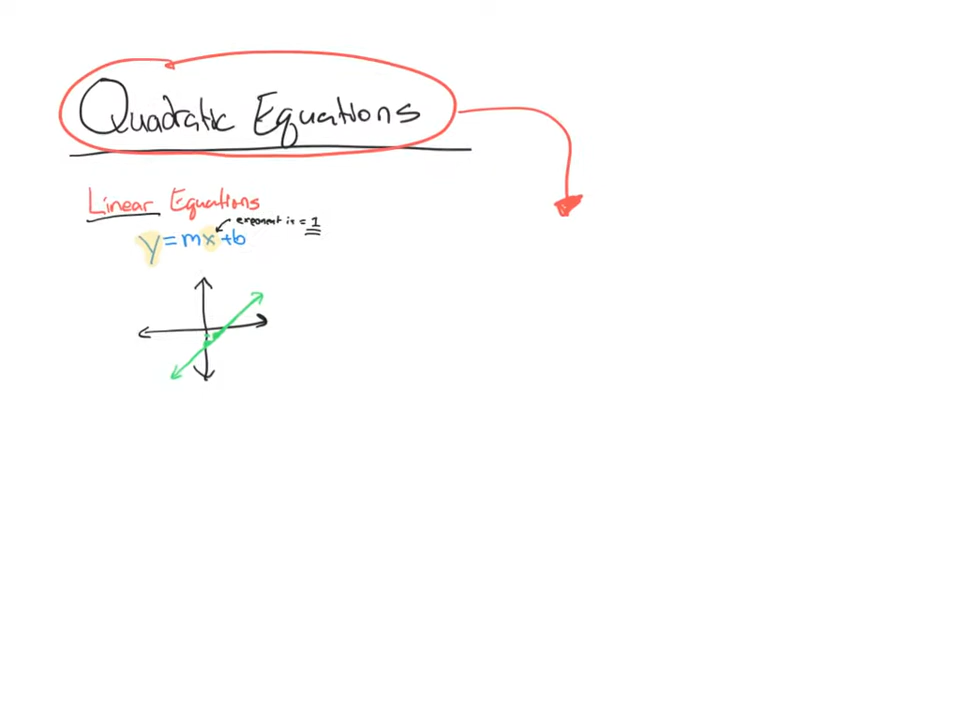 Quadratic Equations
Linear Equations
exponent is = 1
y = mx + b